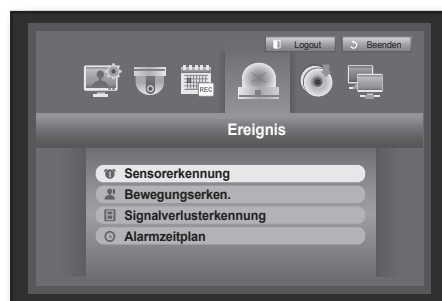 Logout
Beenden
REC
Ereignis
Sensorerkennung
Bewegungserken.
Signalverlusterkennung
Alarmzeitplan